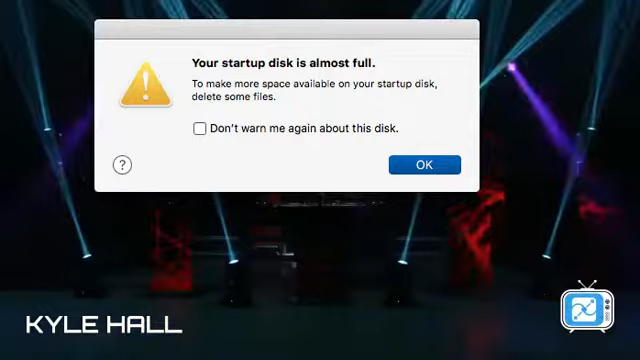 Your startup disk is almost full.
To make more space available on your startup disk,
delete some files.
Don't warn me again about this disk.
?
OK
KYLE HALL